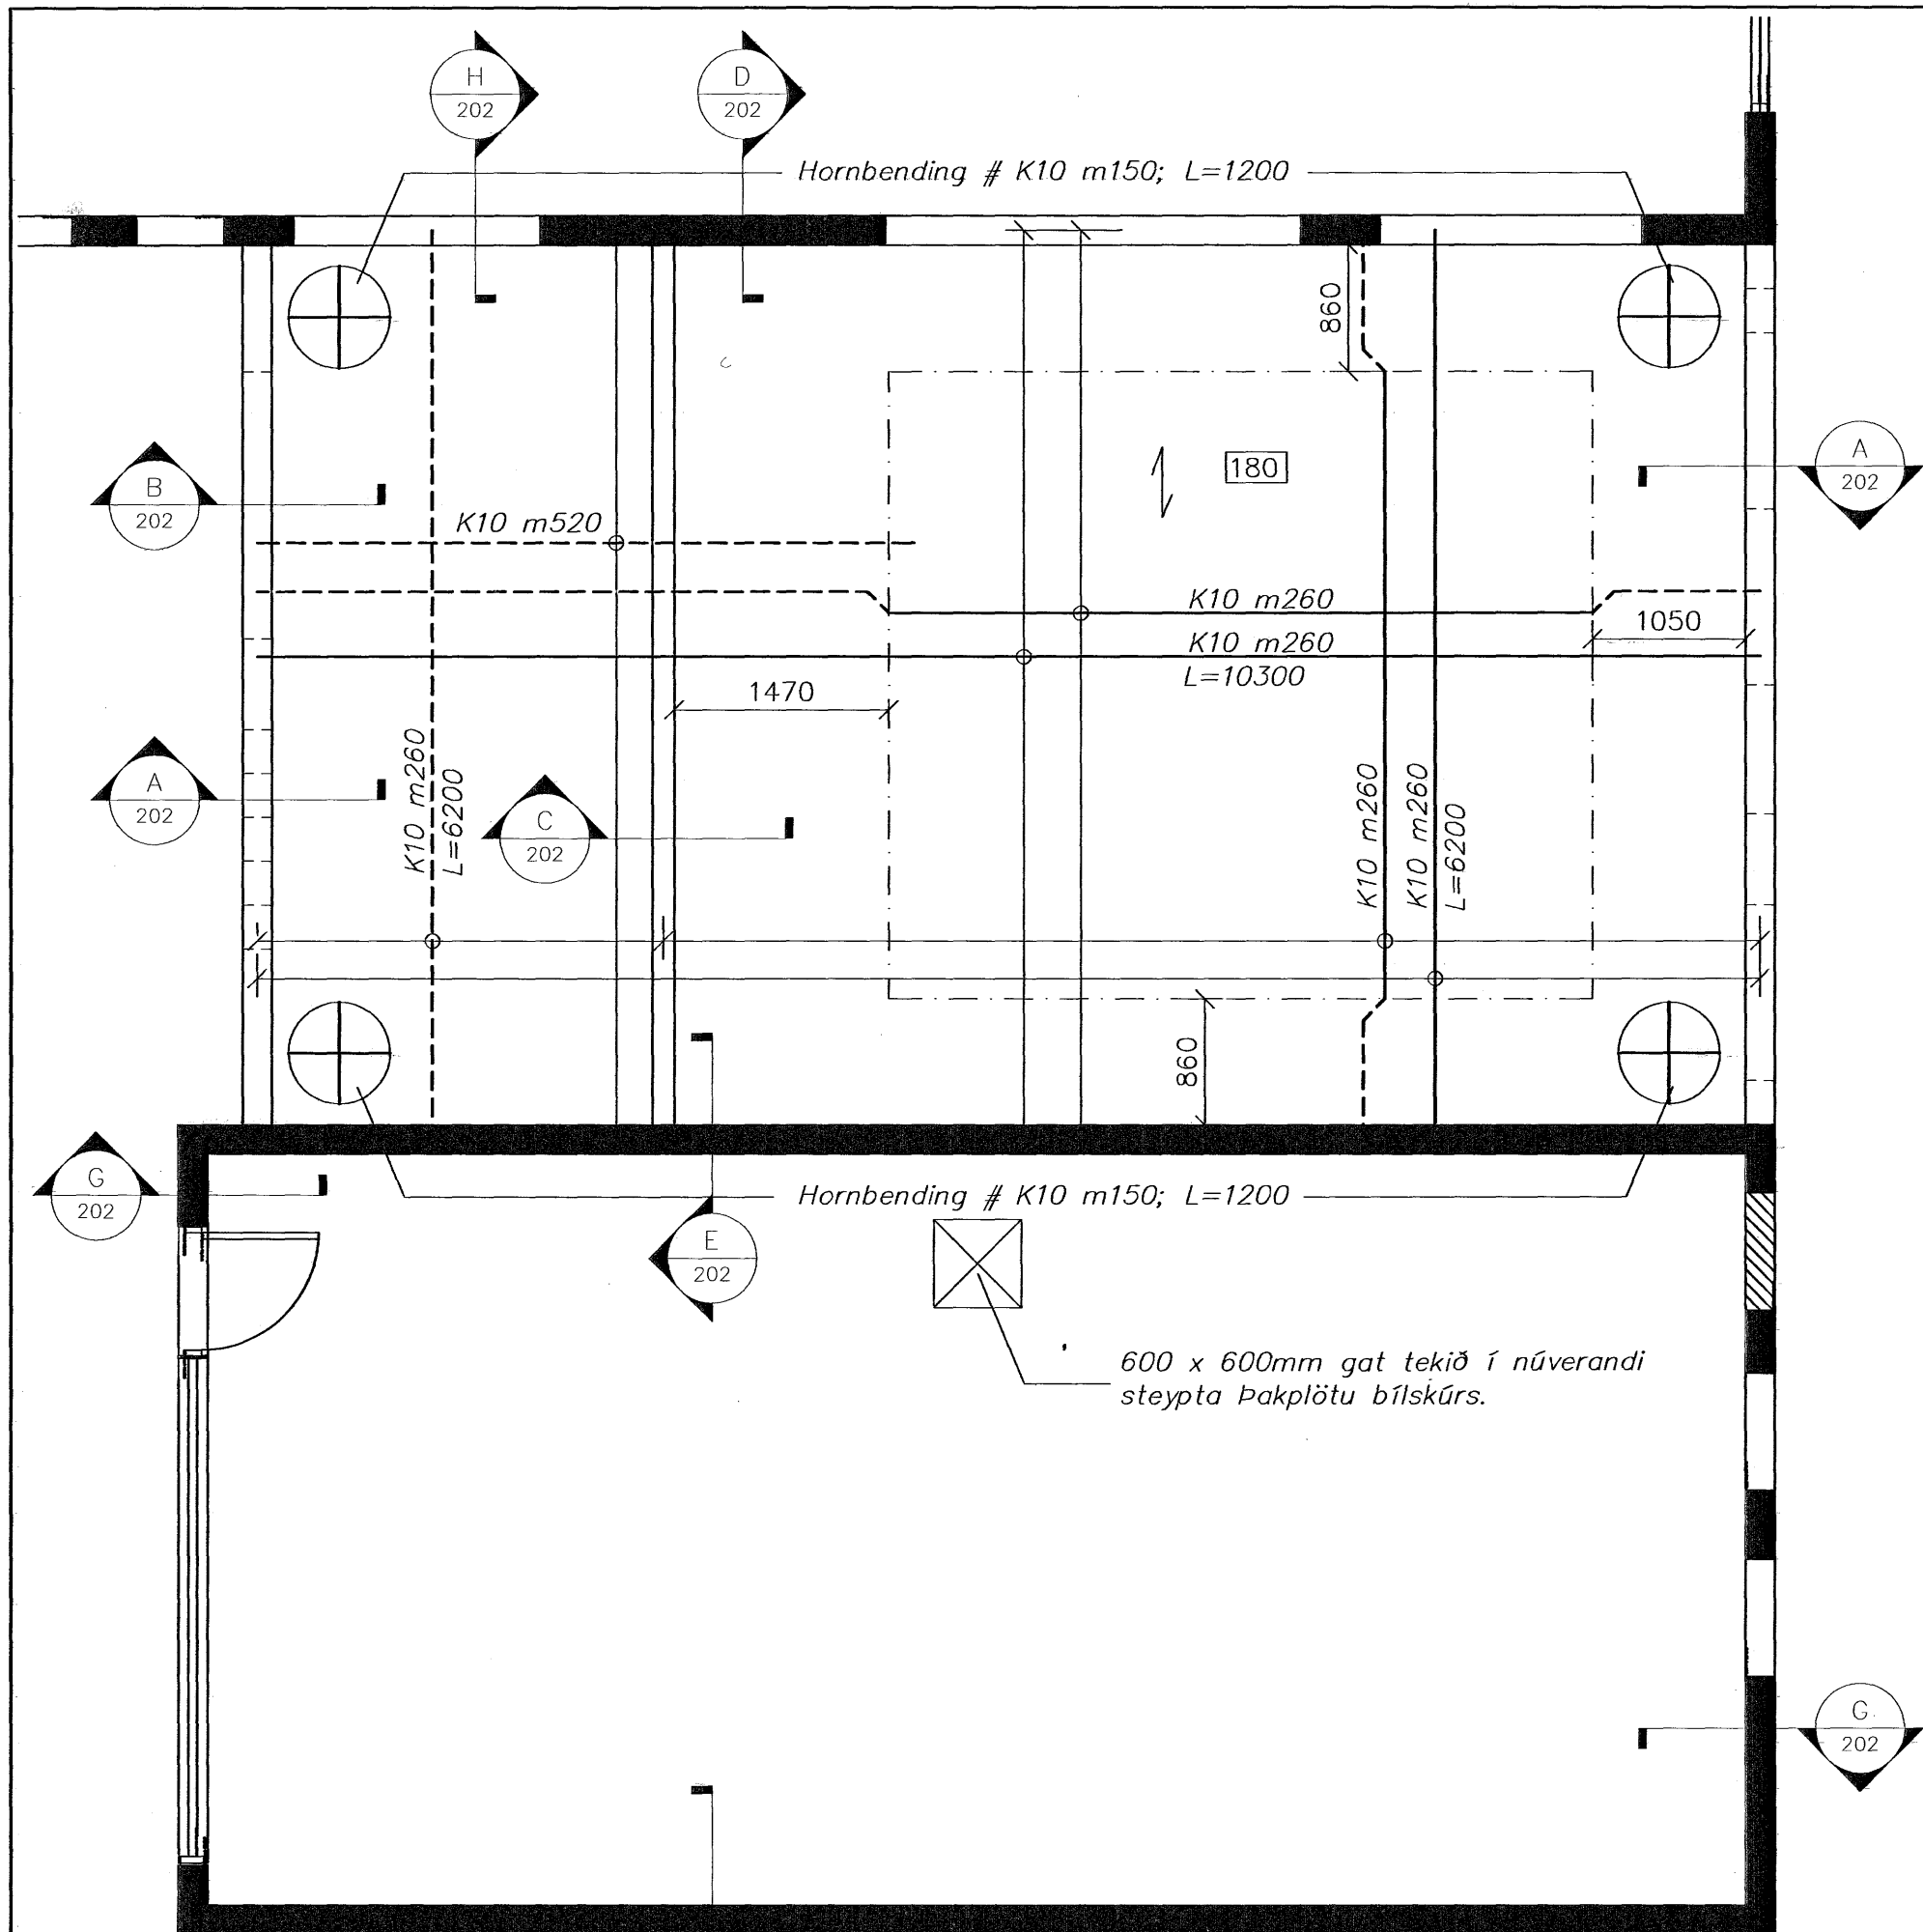 H
202
D
202
Hornbending # K10 m150; L=1200
860
180
A
202
B
202
K10 m520
K10 m260
1050
K10 m260
L=10300
1470
K10 m260
L=6200
A
202
C
202
K10 m260
K10 m260
L=6200
860
G
202
Hornbending # K10 m150; L=1200
E
202
600 x 600mm gat tekið í núverandi
steypta Þakplötu bílskúrs.
G
202